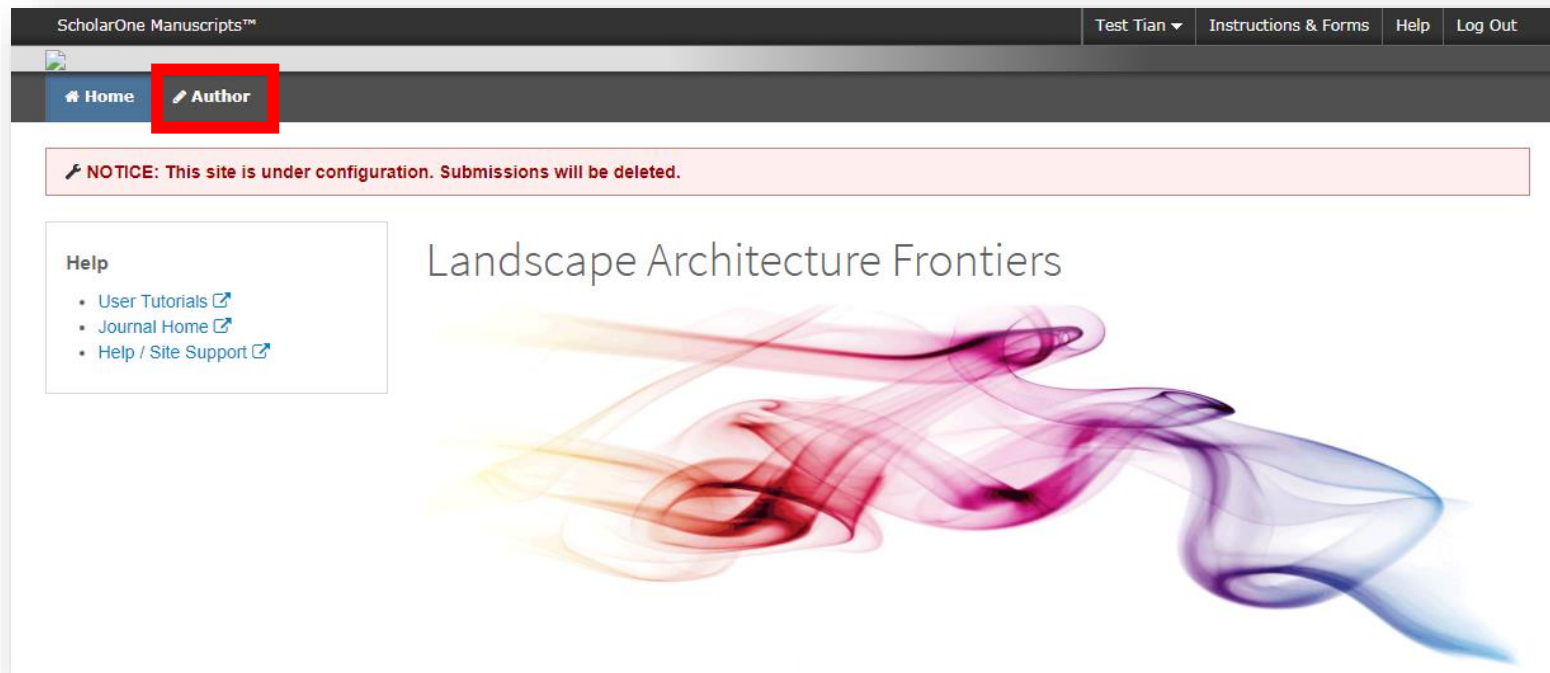 ScholarOne Manuscripts™ Test Tian Instructions & Forms Help Log Out
Home Author
NOTICE: This site is under configuration. Submissions will be deleted.
Help
User Tutorials
Journal Home
Help / Site Support
Landscape Architecture Frontiers